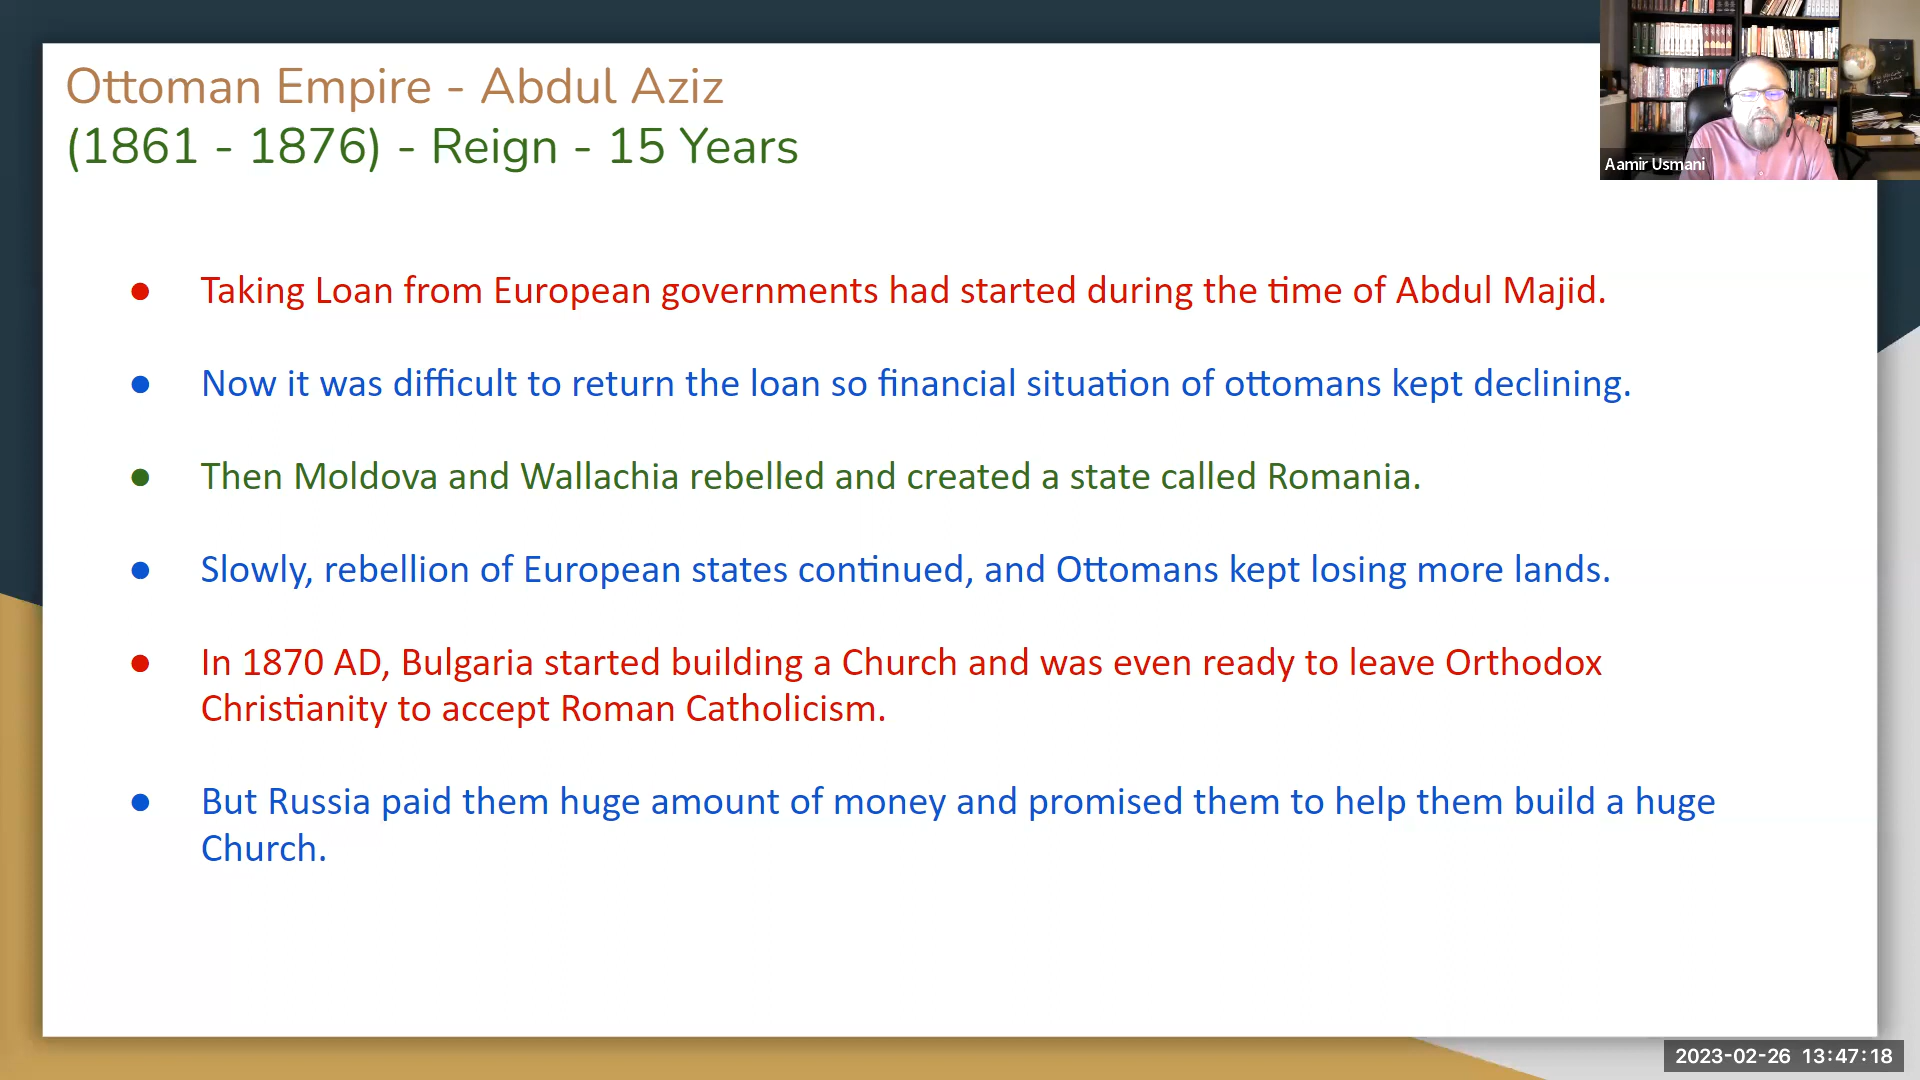 Ottoman Empire - Abdul Aziz
(1861 - 1876) - Reign - 15 Years
Aamir Usmani
● Taking Loan from European governments had started during the time of Abdul Majid.
● Now it was difficult to return the loan so financial situation of ottomans kept declining.
● Then Moldova and Wallachia rebelled and created a state called Romania.
● Slowly, rebellion of European states continued, and Ottomans kept losing more lands.
● In 1870 AD, Bulgaria started building a Church and was even ready to leave Orthodox
Christianity to accept Roman Catholicism.
● But Russia paid them huge amount of money and promised them to help them build a huge
Church.
2023-02-26 13:47:18